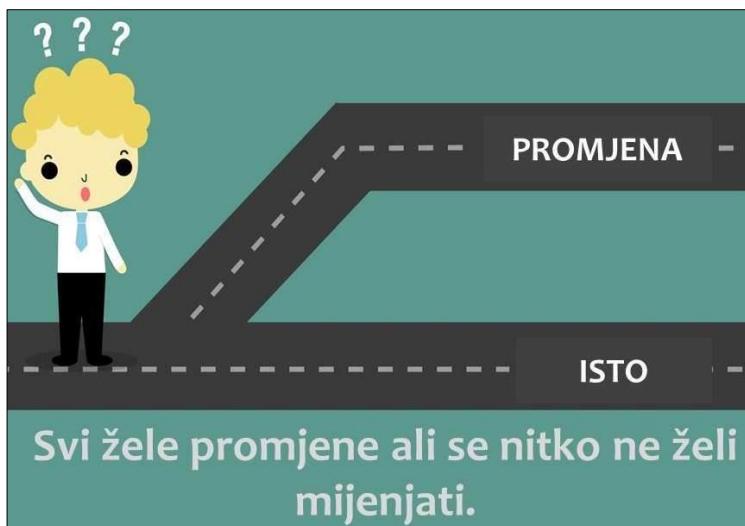 ? ? ?
PROMJENA
ISTO
Svi žele promjene ali se nitko ne želi
mijenjati.